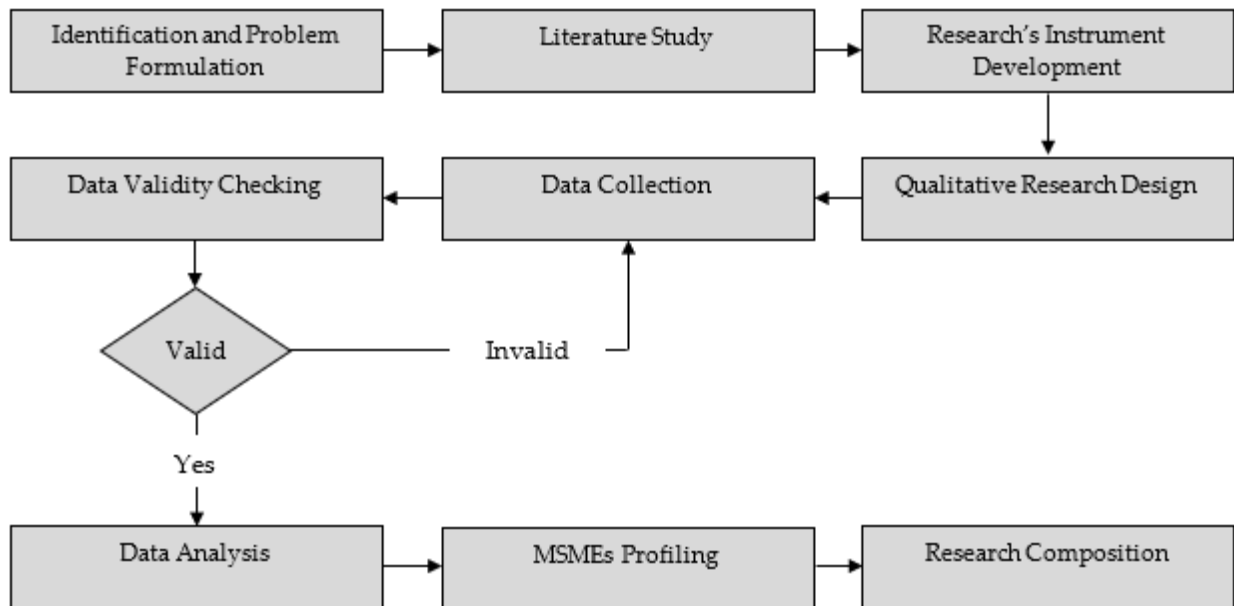 Identification and Problem
Formulation
Literature Study
Research's Instrument
Development
Qualitative Research Design
Data Collection
Data Validity Checking
Valid
Invalid
Yes
Data Analysis
MSMEs Profiling
Research Composition